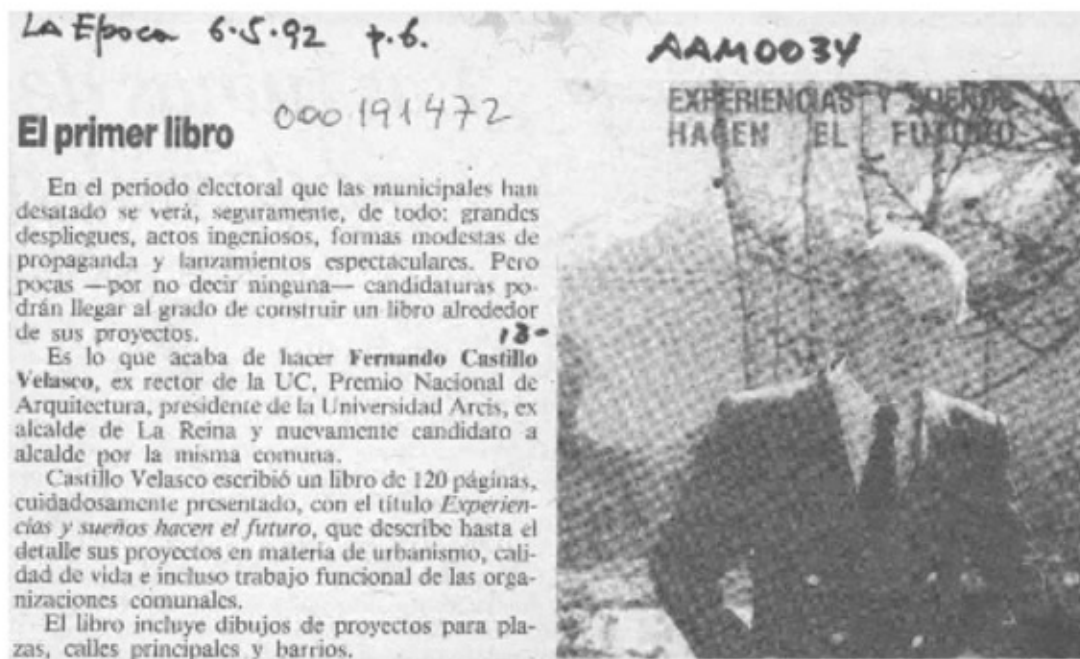 La Epoca 6.5.92 p.6.
AAM0034
000191472
El primer libro
En el periodo electoral que las municipales han
desatado se verá, seguramente, de todo: grandes
despliegues, actos ingeniosos, formas modestas de
propaganda y lanzamientos espectaculares. Pero
pocas —por no decir ninguna— candidaturas po-
drán llegar al grado de construir un libro alrededor
de sus proyectos.
13-
Es lo que acaba de hacer Fernando Castillo
Velasco, ex rector de la UC, Premio Nacional de
Arquitectura, presidente de la Universidad Arcis, ex
alcalde de La Reina y nuevamente candidato a
alcalde por la misma comuna.
Castillo Velasco escribió un libro de 120 páginas,
cuidadosamente presentado, con el título Experien-
cias y sueños hacen el futuro, que describe hasta el
detalle sus proyectos en materia de urbanismo, cali-
dad de vida e incluso trabajo funcional de las orga-
nizaciones comunales.
El libro incluye dibujos de proyectos para pla-
zas, calles principales y barrios.
EXPERIENCIAS Y SUEÑOS
HACEN EL FUTURO